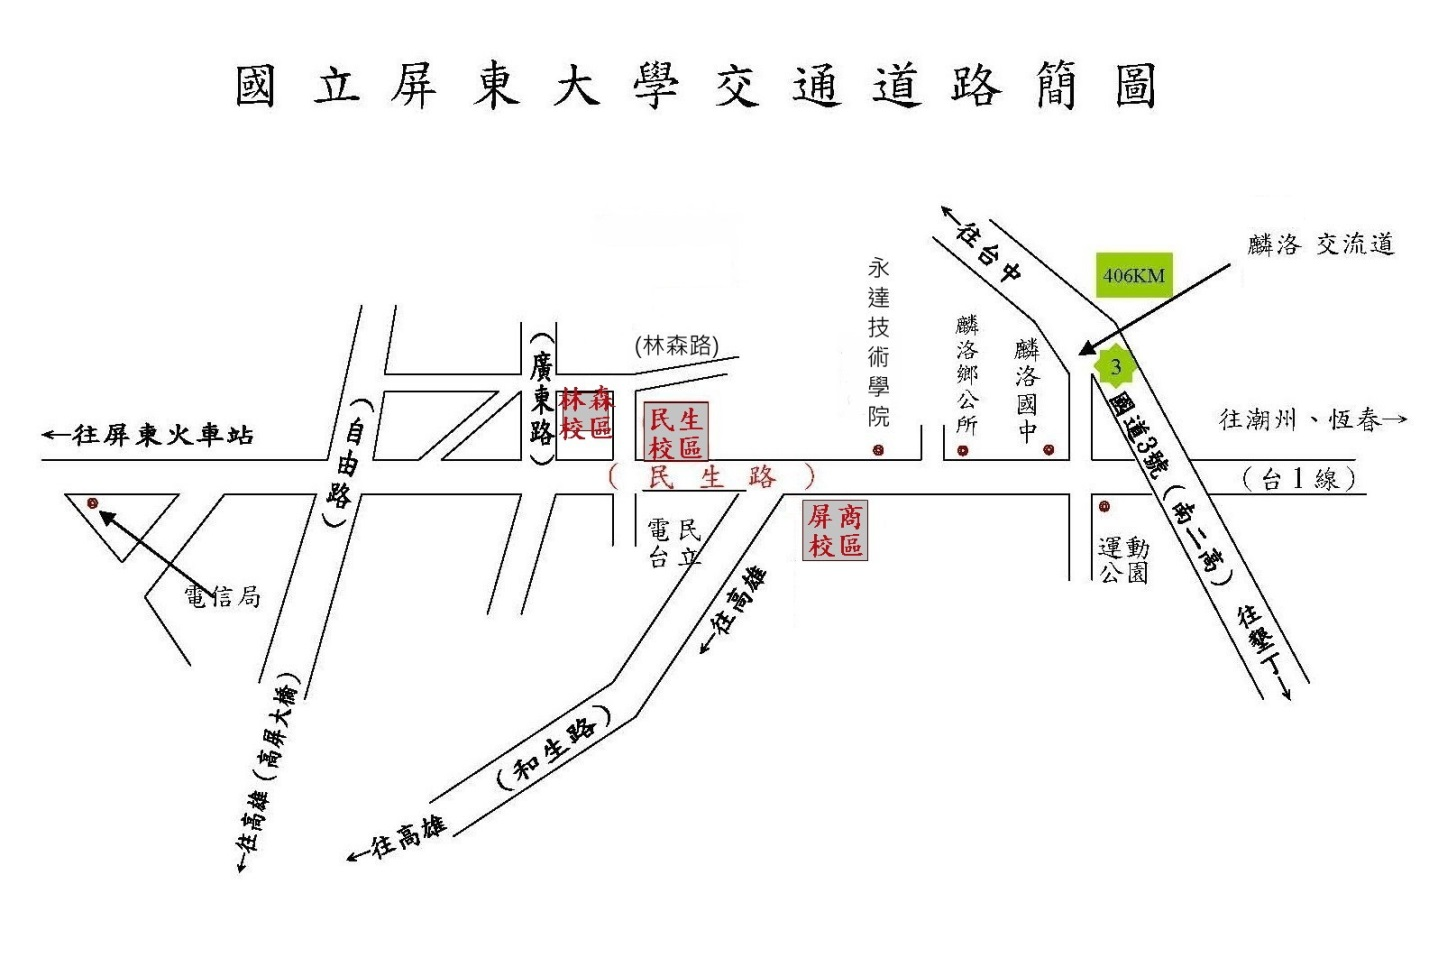 國立屏東大學交通道路簡圖
往台中
麟洛 交流道
406KM
永達技術學院
麟洛鄉公所
麟洛國中
(林森路)
(廣東路)
3
林森
校區
民生
校區
(自由路)
←往屏東火車站
往潮州、恆春→
國道3號(南二高)
(民生路)
(台1線)
屏商
校區
民立
電台
運動
公園
電信局
←往高雄
往墾丁→
(和生路)
←往高雄(高屏大橋)
←往高雄